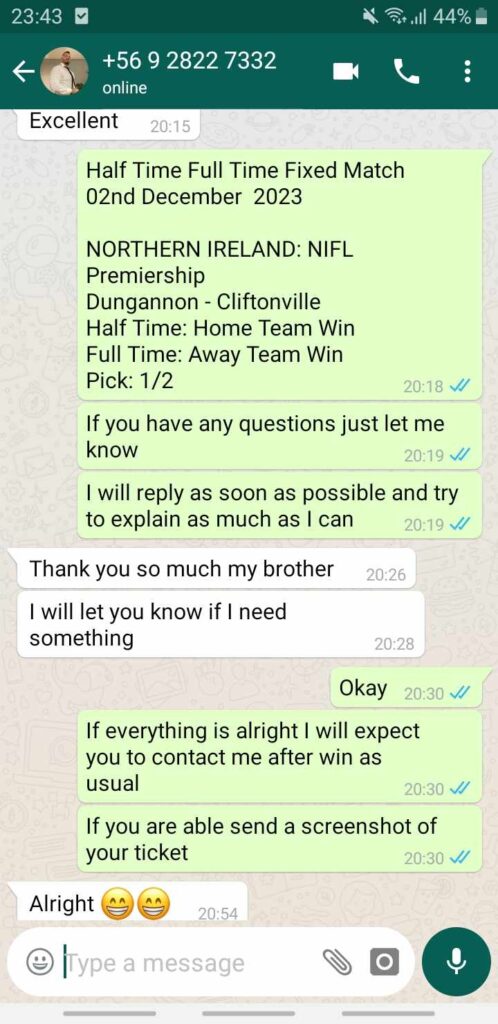 23:43 44%
+56 9 2822 7332
online
Excellent 20:15
Half Time Full Time Fixed Match
02nd December 2023
NORTHERN IRELAND: NIFL
Premiership
Dungannon - Cliftonville
Half Time: Home Team Win
Full Time: Away Team Win
Pick: 1/2 20:18
If you have any questions just let me
know 20:19
I will reply as soon as possible and try
to explain as much as I can 20:19
Thank you so much my brother 20:26
I will let you know if I need
something 20:28
Okay 20:30
If everything is alright I will expect
you to contact me after win as
usual 20:30
If you are able send a screenshot of
your ticket 20:30
Alright 😁😁 20:54
Type a message